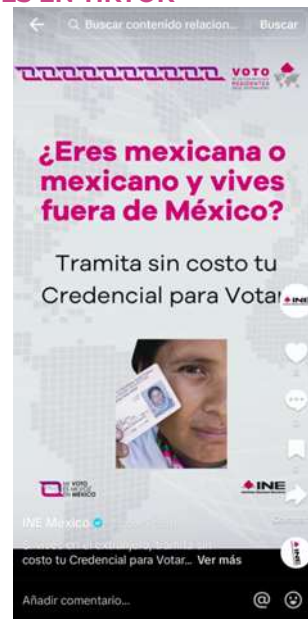 ES EN TIKTOK
Buscar contenido relacion... Buscar
VOTO
¿Eres mexicana o
mexicano y vives
fuera de México?
Tramita sin costo tu
Credencial para Votar
INE
INE
INE México
costo tu Credencial para Votar... Ver más
Añadir comentario...